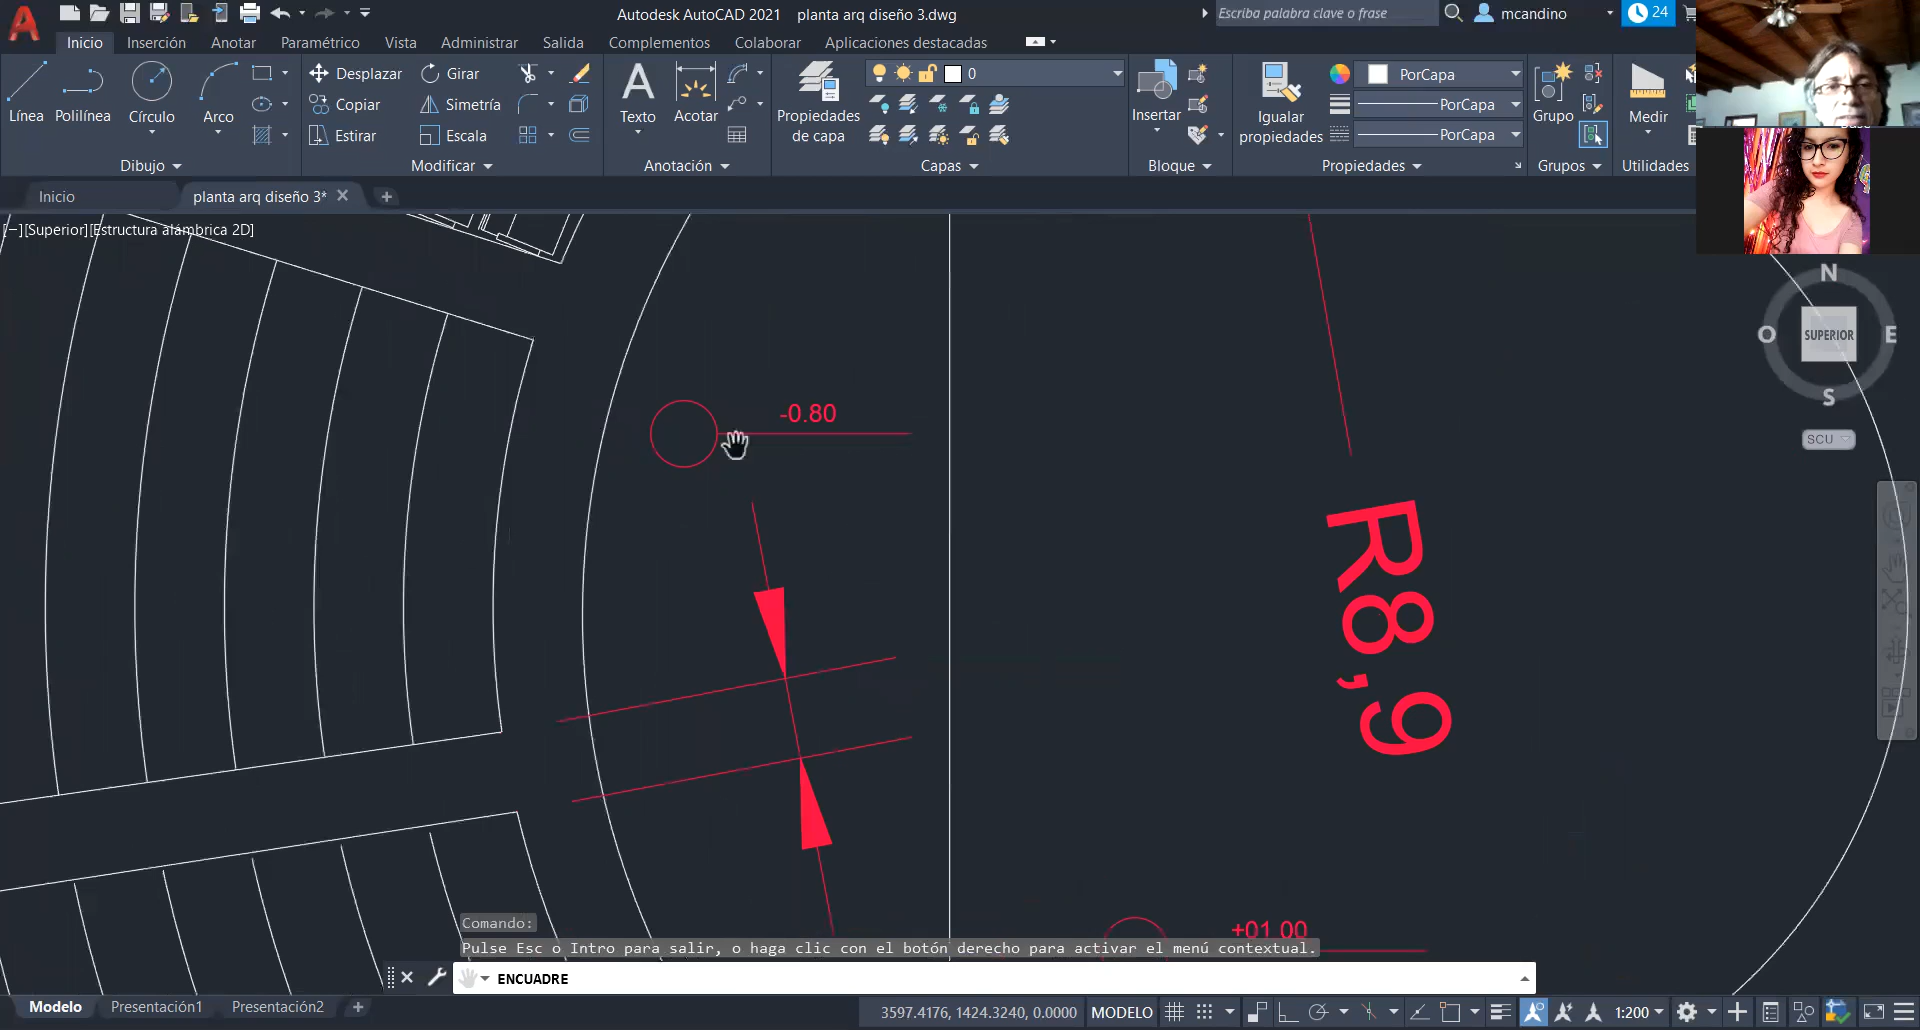 Autodesk AutoCAD 2021 planta arq diseño 3.dwg
Escriba palabra clave o frase
mcandino
24
Inicio Inserción Anotar Paramétrico Vista Administrar Salida Complementos Colaborar Aplicaciones destacadas
Línea Polilínea Círculo Arco
Desplazar Girar
Copiar Simetría
Estirar Escala
Texto Acotar
Propiedades de capa
0
Insertar
Igualar propiedades
PorCapa
PorCapa
PorCapa
Grupo
Medir
Dibujo Modificar Anotación Capas Bloque Propiedades Grupos Utilidades
Inicio planta arq diseño 3*
[−][Superior][Estructura alámbrica 2D]
N
O SUPERIOR E
S
SCU
-0.80
R8,9
+01.00
Comando:
Pulse Esc o Intro para salir, o haga clic con el botón derecho para activar el menú contextual.
ENCUADRE
Modelo Presentación1 Presentación2
3597.4176, 1424.3240, 0.0000 MODELO 1:200